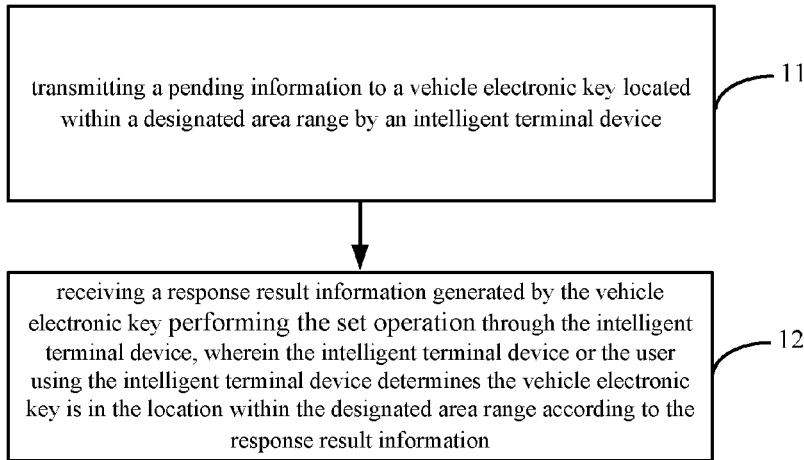 transmitting a pending information to a vehicle electronic key located
within a designated area range by an intelligent terminal device
11
receiving a response result information generated by the vehicle
electronic key performing the set operation through the intelligent
terminal device, wherein the intelligent terminal device or the user
using the intelligent terminal device determines the vehicle electronic
key is in the location within the designated area range according to the
response result information
12